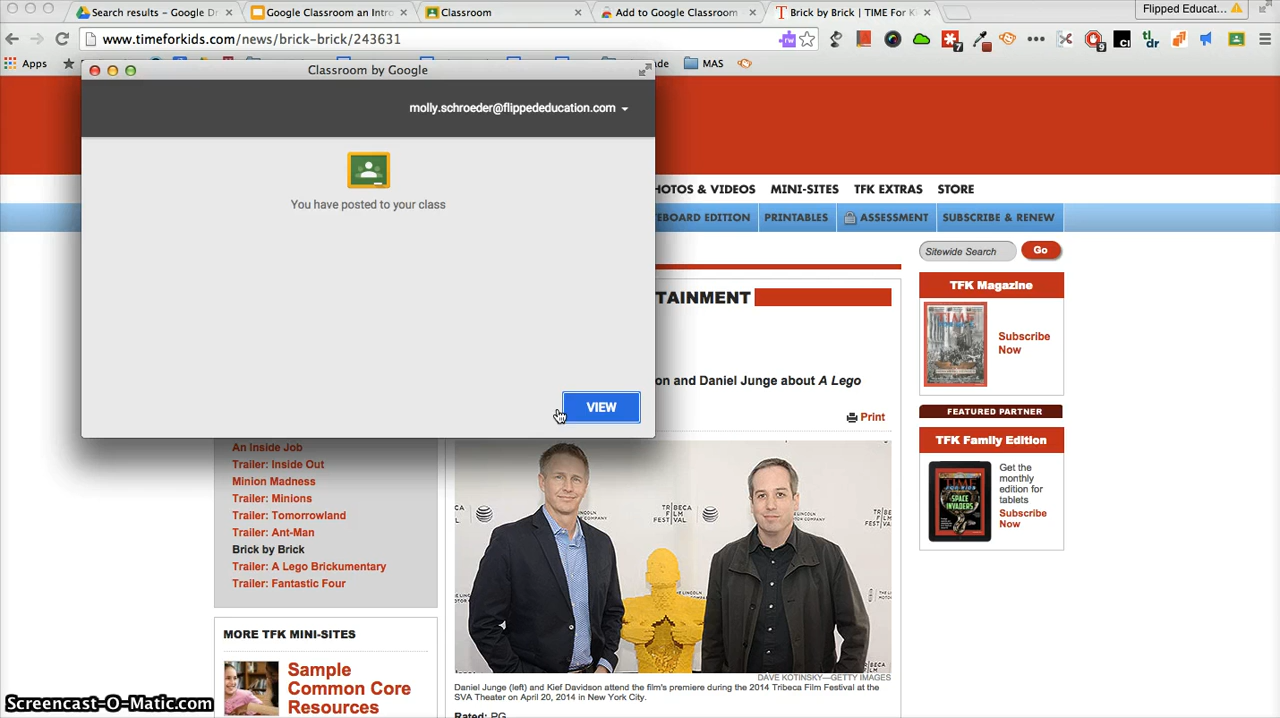 Search results – Google Dr
Google Classroom an Intro
Classroom
Add to Google Classroom
Brick by Brick | TIME For K
Flipped Educat...
www.timeforkids.com/news/brick-brick/243631
Apps
MAS
Classroom by Google
molly.schroeder@flippededucation.com
You have posted to your class
VIEW
HOTOS & VIDEOS MINI-SITES TFK EXTRAS STORE
TEBOARD EDITION PRINTABLES ASSESSMENT SUBSCRIBE & RENEW
Sitewide Search Go
TAINMENT
on and Daniel Junge about A Lego
Print
TFK Magazine
Subscribe
Now
FEATURED PARTNER
TFK Family Edition
Get the
monthly
edition for
tablets
Subscribe
Now
SPACE
INVADERS
An Inside Job
Trailer: Inside Out
Minion Madness
Trailer: Minions
Trailer: Tomorrowland
Trailer: Ant-Man
Brick by Brick
Trailer: A Lego Brickumentary
Trailer: Fantastic Four
MORE TFK MINI-SITES
Sample
Common Core
Resources
TRIBECA
FILM
FESTIVAL
DAVE KOTINSKY—GETTY IMAGES
Daniel Junge (left) and Kief Davidson attend the film's premiere during the 2014 Tribeca Film Festival at the
SVA Theater on April 20, 2014 in New York City.
Rated: PG
Screencast-O-Matic.com